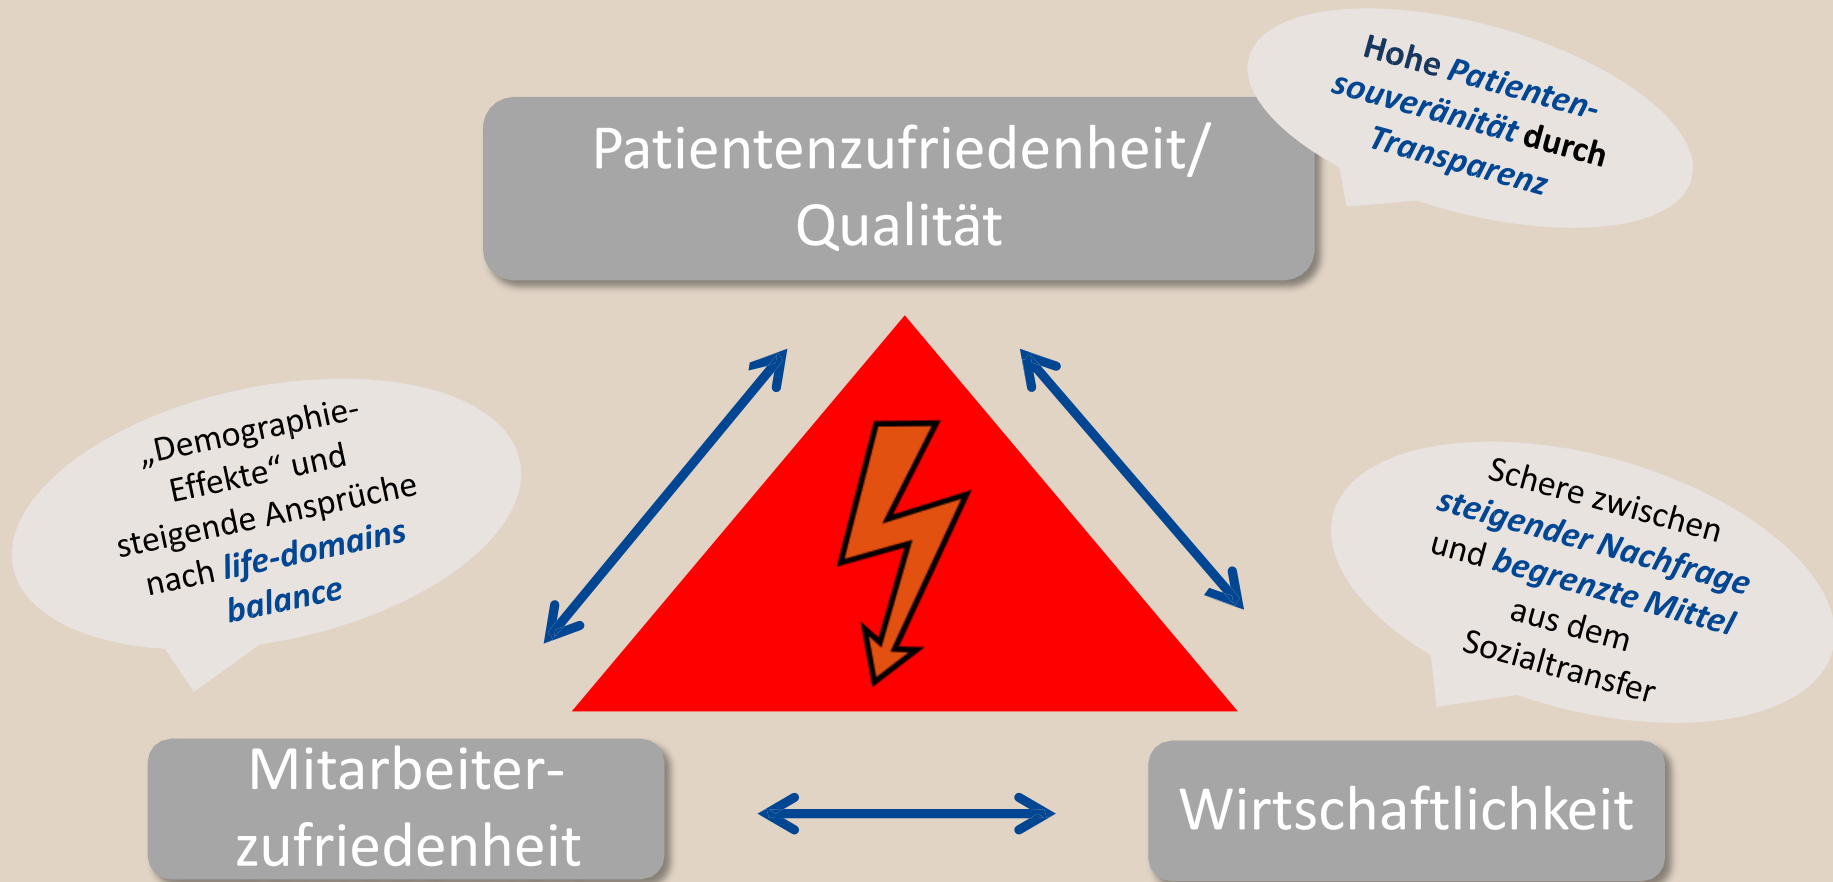 Hohe Patienten-
souveränität durch
Transparenz
Patientenzufriedenheit/
Qualität
„Demographie-
Effekte“ und
steigende Ansprüche
nach life-domains
balance
Schere zwischen
steigender Nachfrage
und begrenzte Mittel
aus dem
Sozialtransfer
Mitarbeiter-
zufriedenheit
Wirtschaftlichkeit